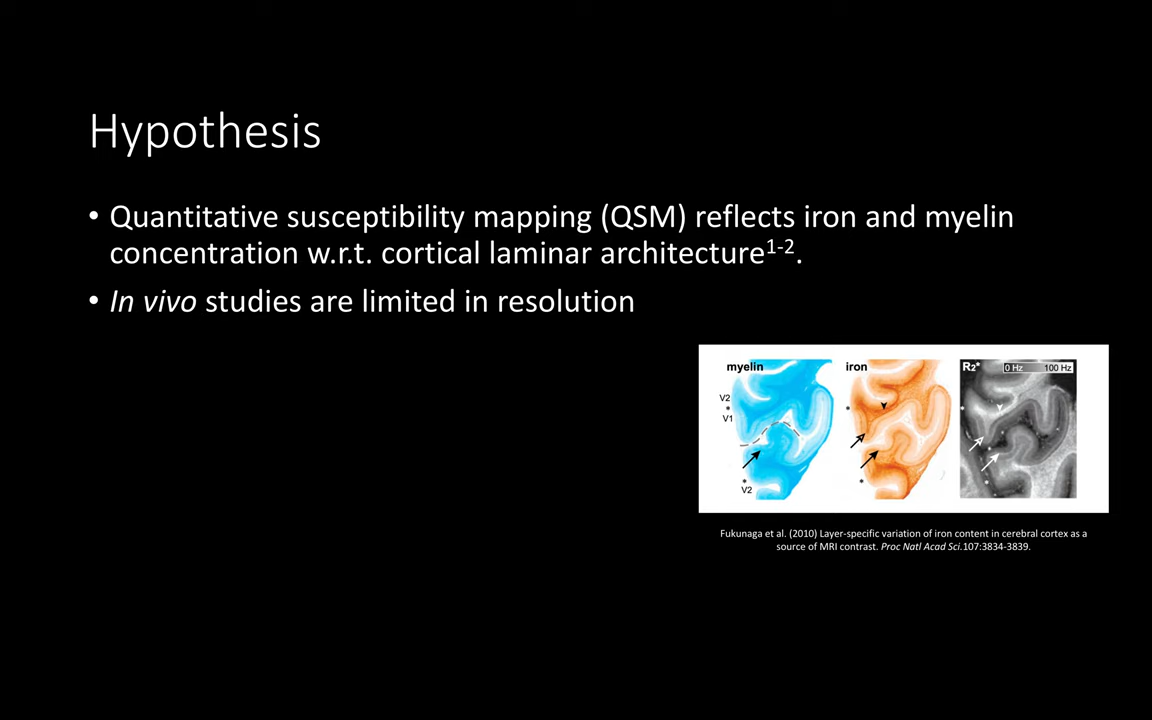 Hypothesis
• Quantitative susceptibility mapping (QSM) reflects iron and myelin
concentration w.r.t. cortical laminar architecture1-2.
• In vivo studies are limited in resolution
myelin
iron
R2*
0 Hz
100 Hz
V2
*
V1
*
V2
Fukunaga et al. (2010) Layer-specific variation of iron content in cerebral cortex as a
source of MRI contrast. Proc Natl Acad Sci.107:3834-3839.